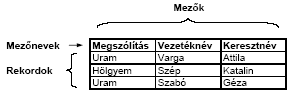 Mezők
Mezőnevek Megszólítás Vezetéknév Keresztnév
Uram Varga Attila
Rekordok Hölgyem Szép Katalin
Uram Szabó Géza